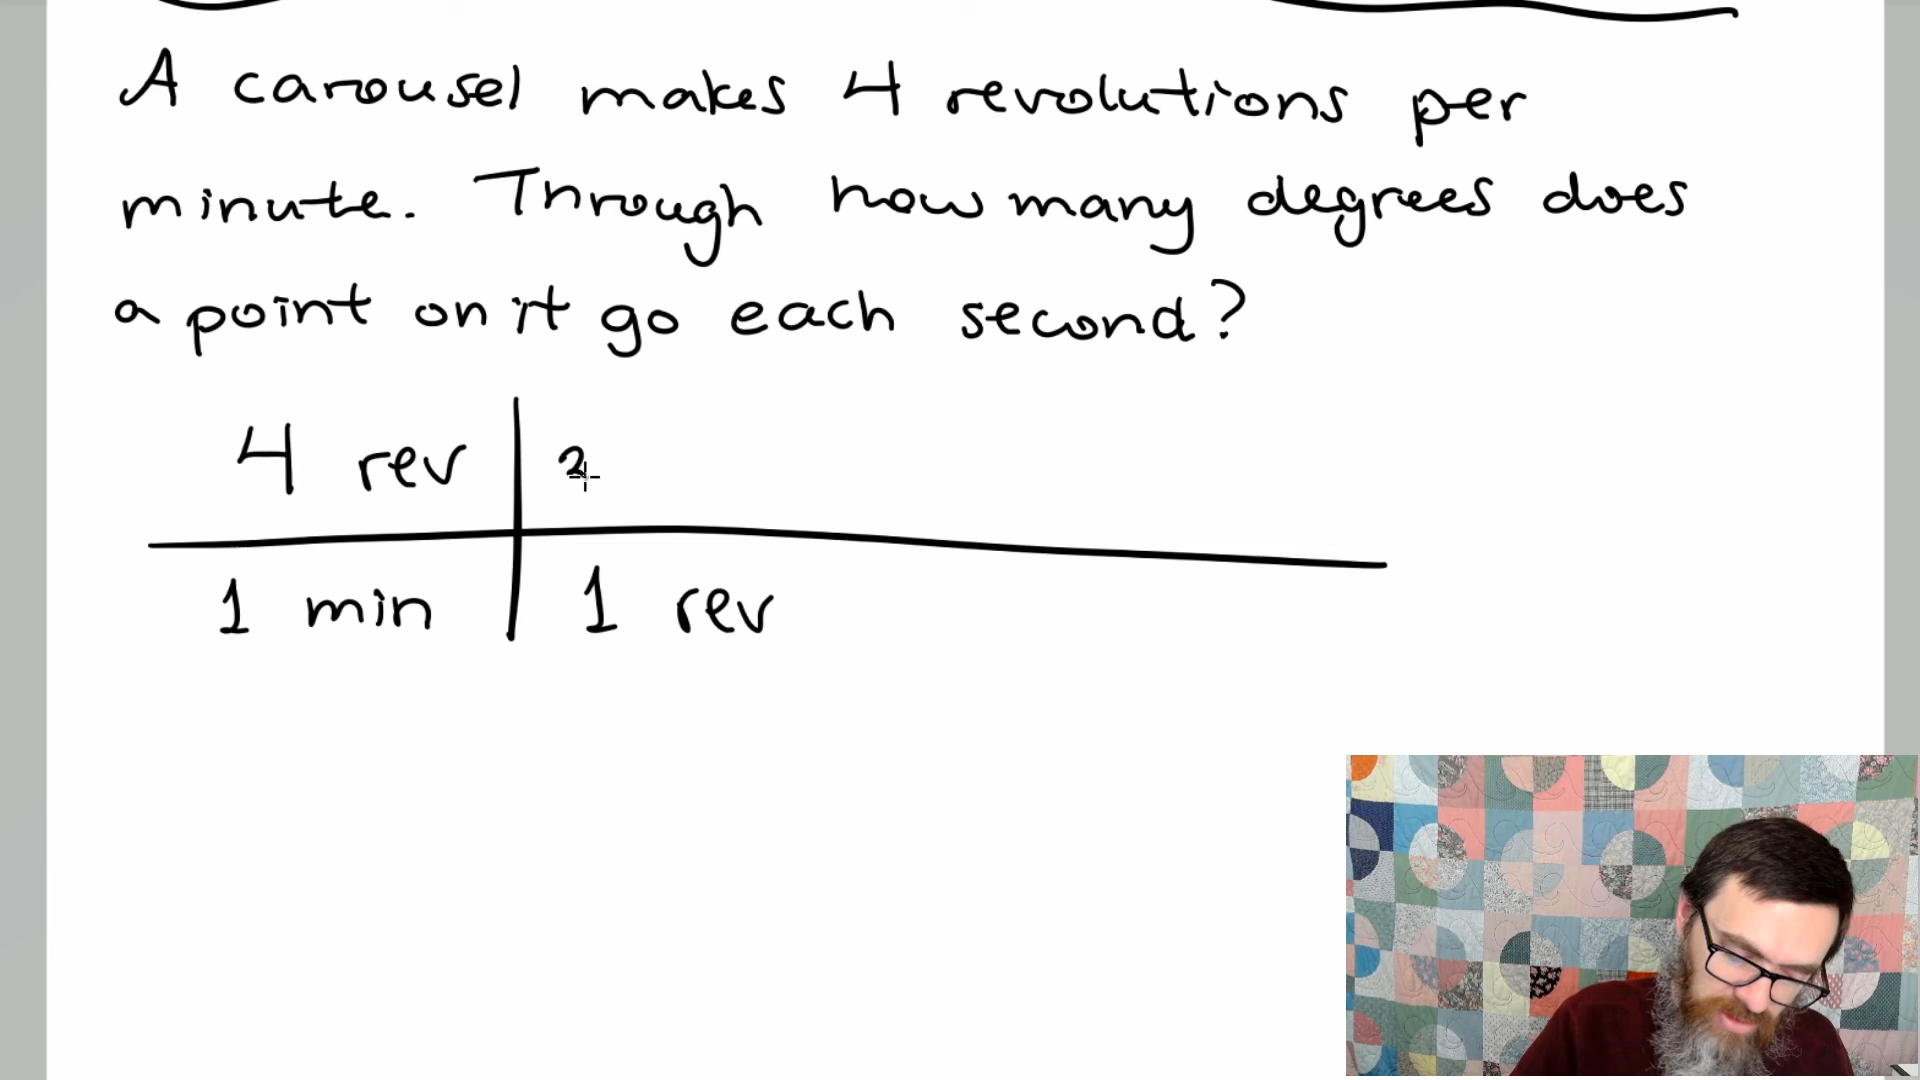 A carousel makes 4 revolutions per
minute. Through how many degrees does
a point on it go each second?
4 rev
1 min 1 rev